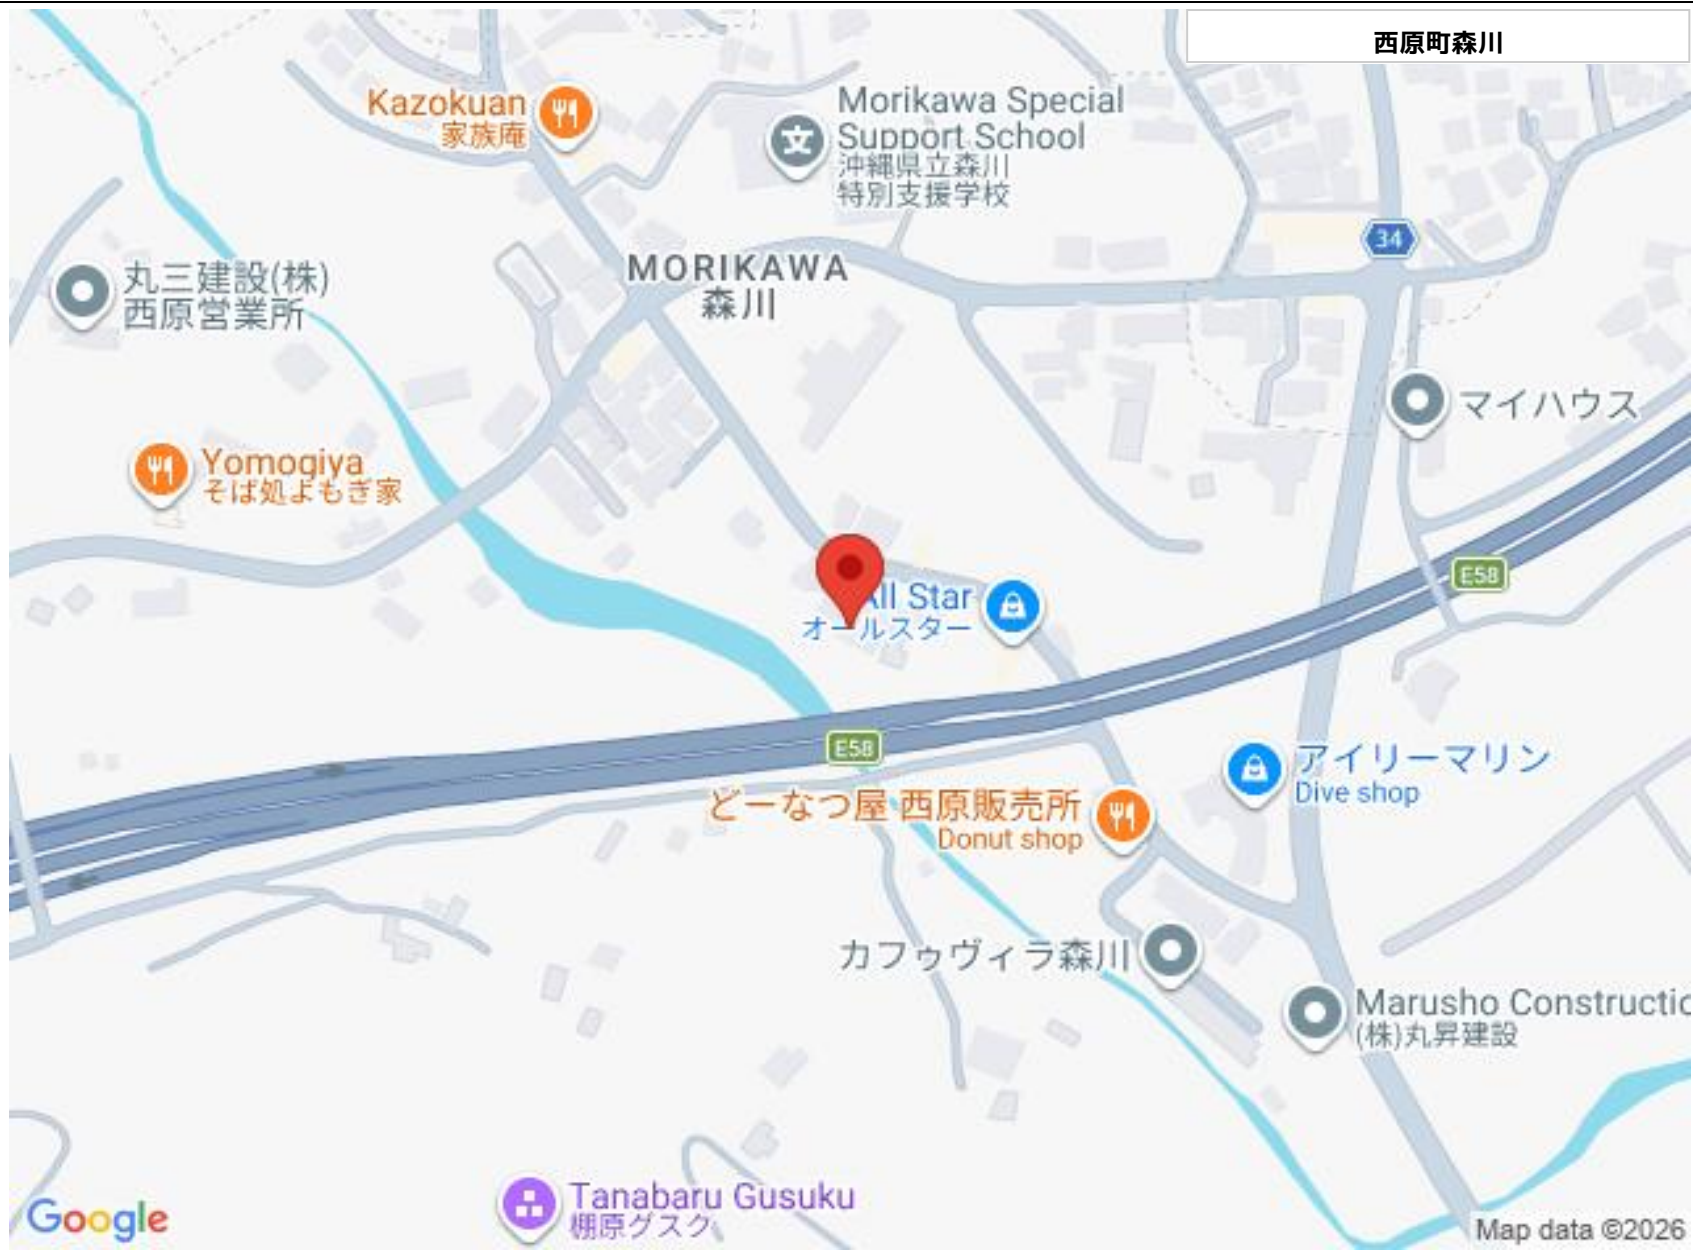 西原町森川
Kazokuan
家族庵
Morikawa Special
Support School
沖縄県立森川
特別支援学校
34
MORIKAWA
森川
丸三建設(株)
西原営業所
マイハウス
Yomogiya
そば処よもぎ家
E58
All Star
オールスター
E58
アイリーマリン
Dive shop
どーなつ屋 西原販売所
Donut shop
カフゥヴィラ森川
Marusho Constructio
(株)丸昇建設
Tanabaru Gusuku
棚原グスク
Google
Map data ©2026